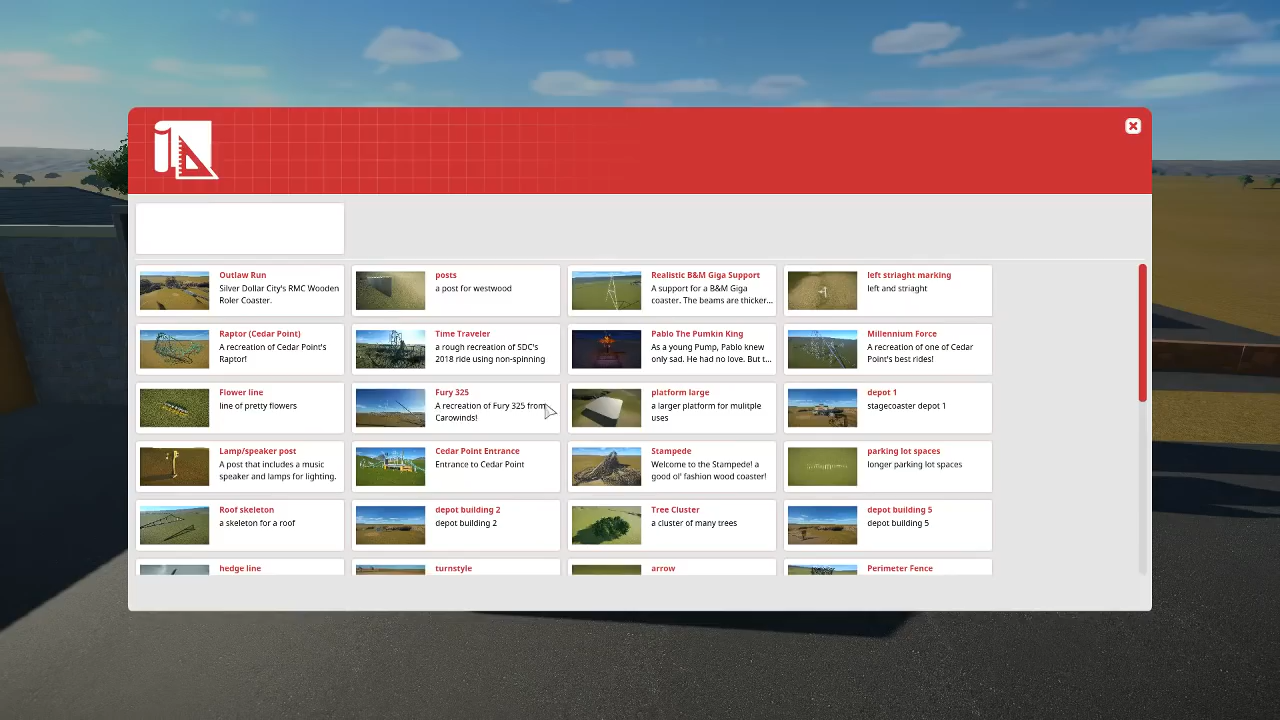 Outlaw Run
Silver Dollar City's RMC Wooden
Roler Coaster.
posts
a post for westwood
Realistic B&M Giga Support
A support for a B&M Giga
coaster. The beams are thicker...
left striaght marking
left and striaght
Raptor (Cedar Point)
A recreation of Cedar Point's
Raptor!
Time Traveler
a rough recreation of SDC's
2018 ride using non-spinning
Pablo The Pumkin King
As a young Pump, Pablo knew
only sad. He had no love. But t...
Millennium Force
A recreation of one of Cedar
Point's best rides!
Flower line
line of pretty flowers
Fury 325
A recreation of Fury 325 from
Carowinds!
platform large
a larger platform for mulitple
uses
depot 1
stagecoaster depot 1
Lamp/speaker post
A post that includes a music
speaker and lamps for lighting.
Cedar Point Entrance
Entrance to Cedar Point
Stampede
Welcome to the Stampede! a
good ol' fashion wood coaster!
parking lot spaces
longer parking lot spaces
Roof skeleton
a skeleton for a roof
depot building 2
depot building 2
Tree Cluster
a cluster of many trees
depot building 5
depot building 5
hedge line
turnstyle
arrow
Perimeter Fence